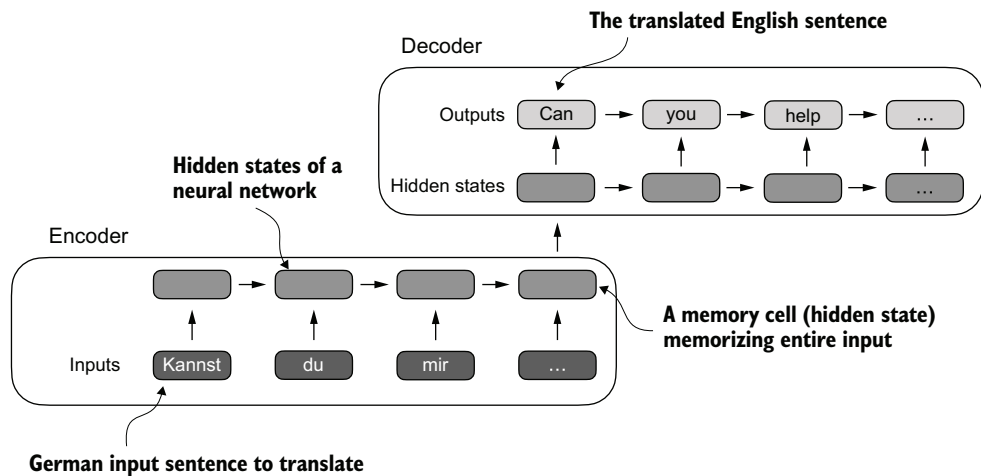 The translated English sentence
Decoder
Outputs
Can
you
help
...
Hidden states of a
neural network
Hidden states
...
Encoder
A memory cell (hidden state)
memorizing entire input
Inputs
Kannst
du
mir
...
German input sentence to translate